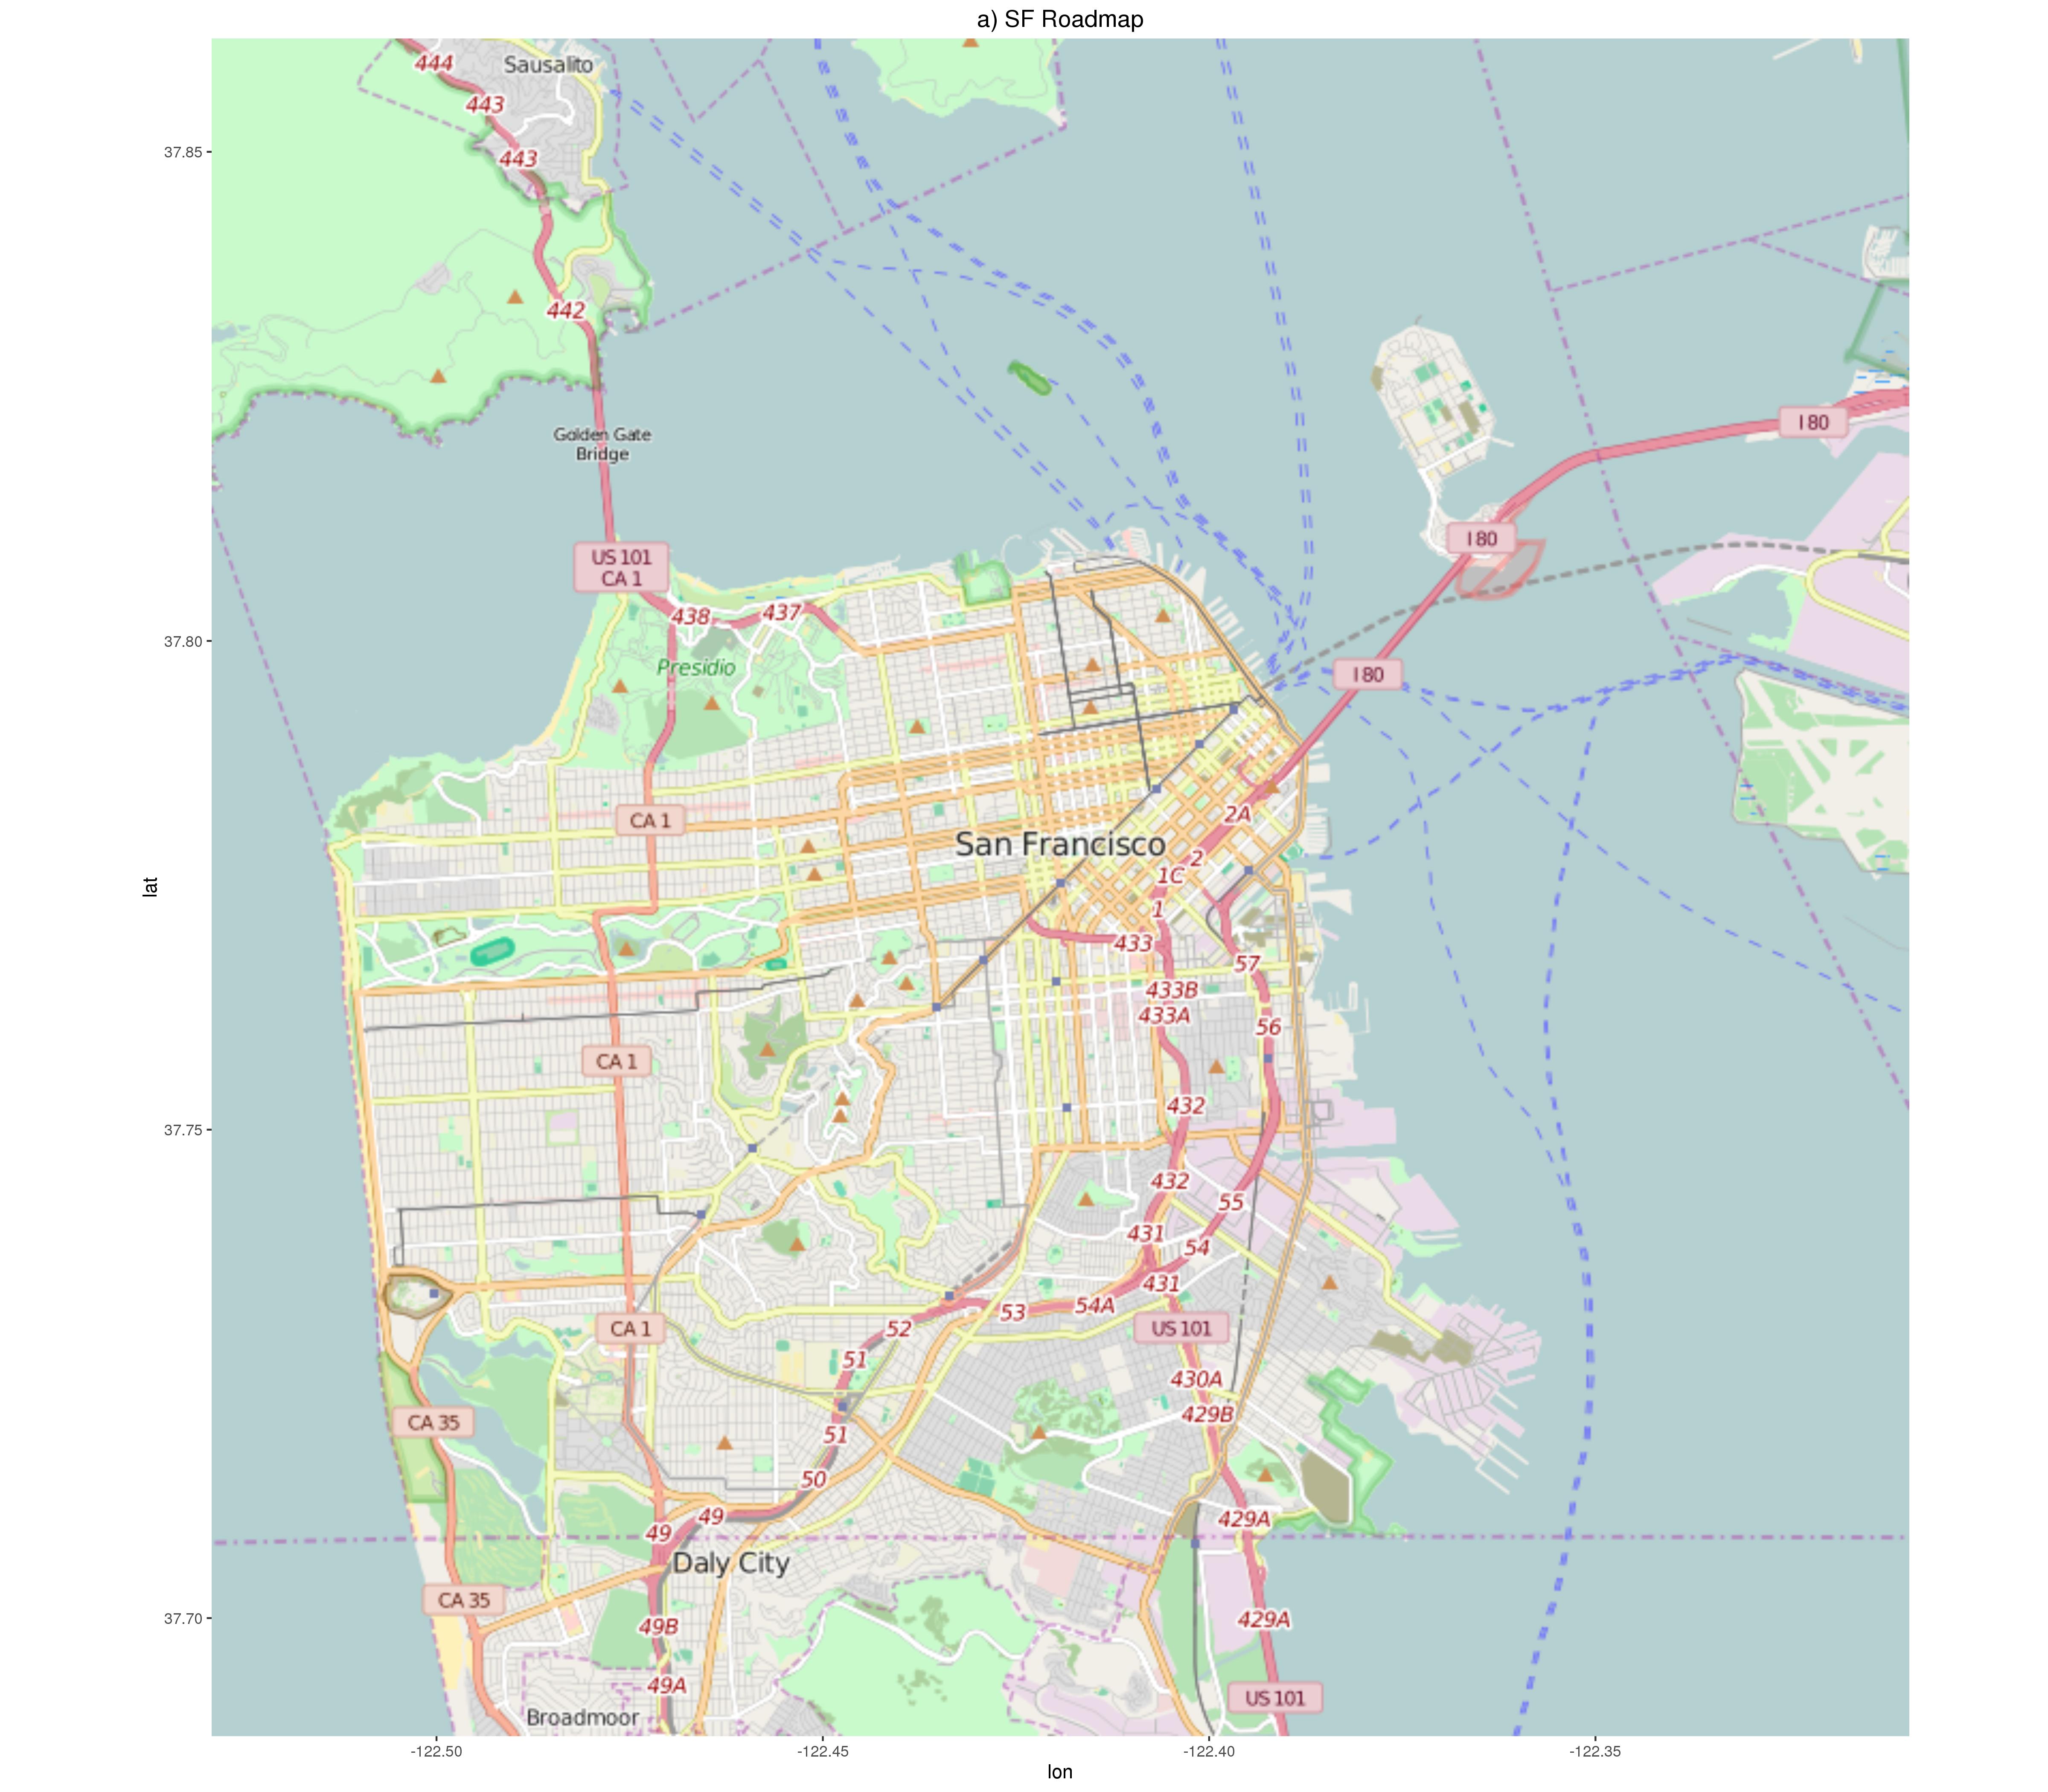 a) SF Roadmap
444
Sausalito
443
443
442
Golden Gate
Bridge
I 80
I 80
US 101
CA 1
438
437
Presidio
I 80
CA 1
2A
San Francisco
2
1C
1
433
57
433B
433A
56
CA 1
432
432
55
431
54
431
54A
53
52
CA 1
US 101
51
430A
429B
CA 35
51
50
49
49
429A
Daly City
CA 35
49B
429A
49A
US 101
Broadmoor
37.85
37.80
37.75
37.70
lat
-122.50
-122.45
-122.40
-122.35
lon